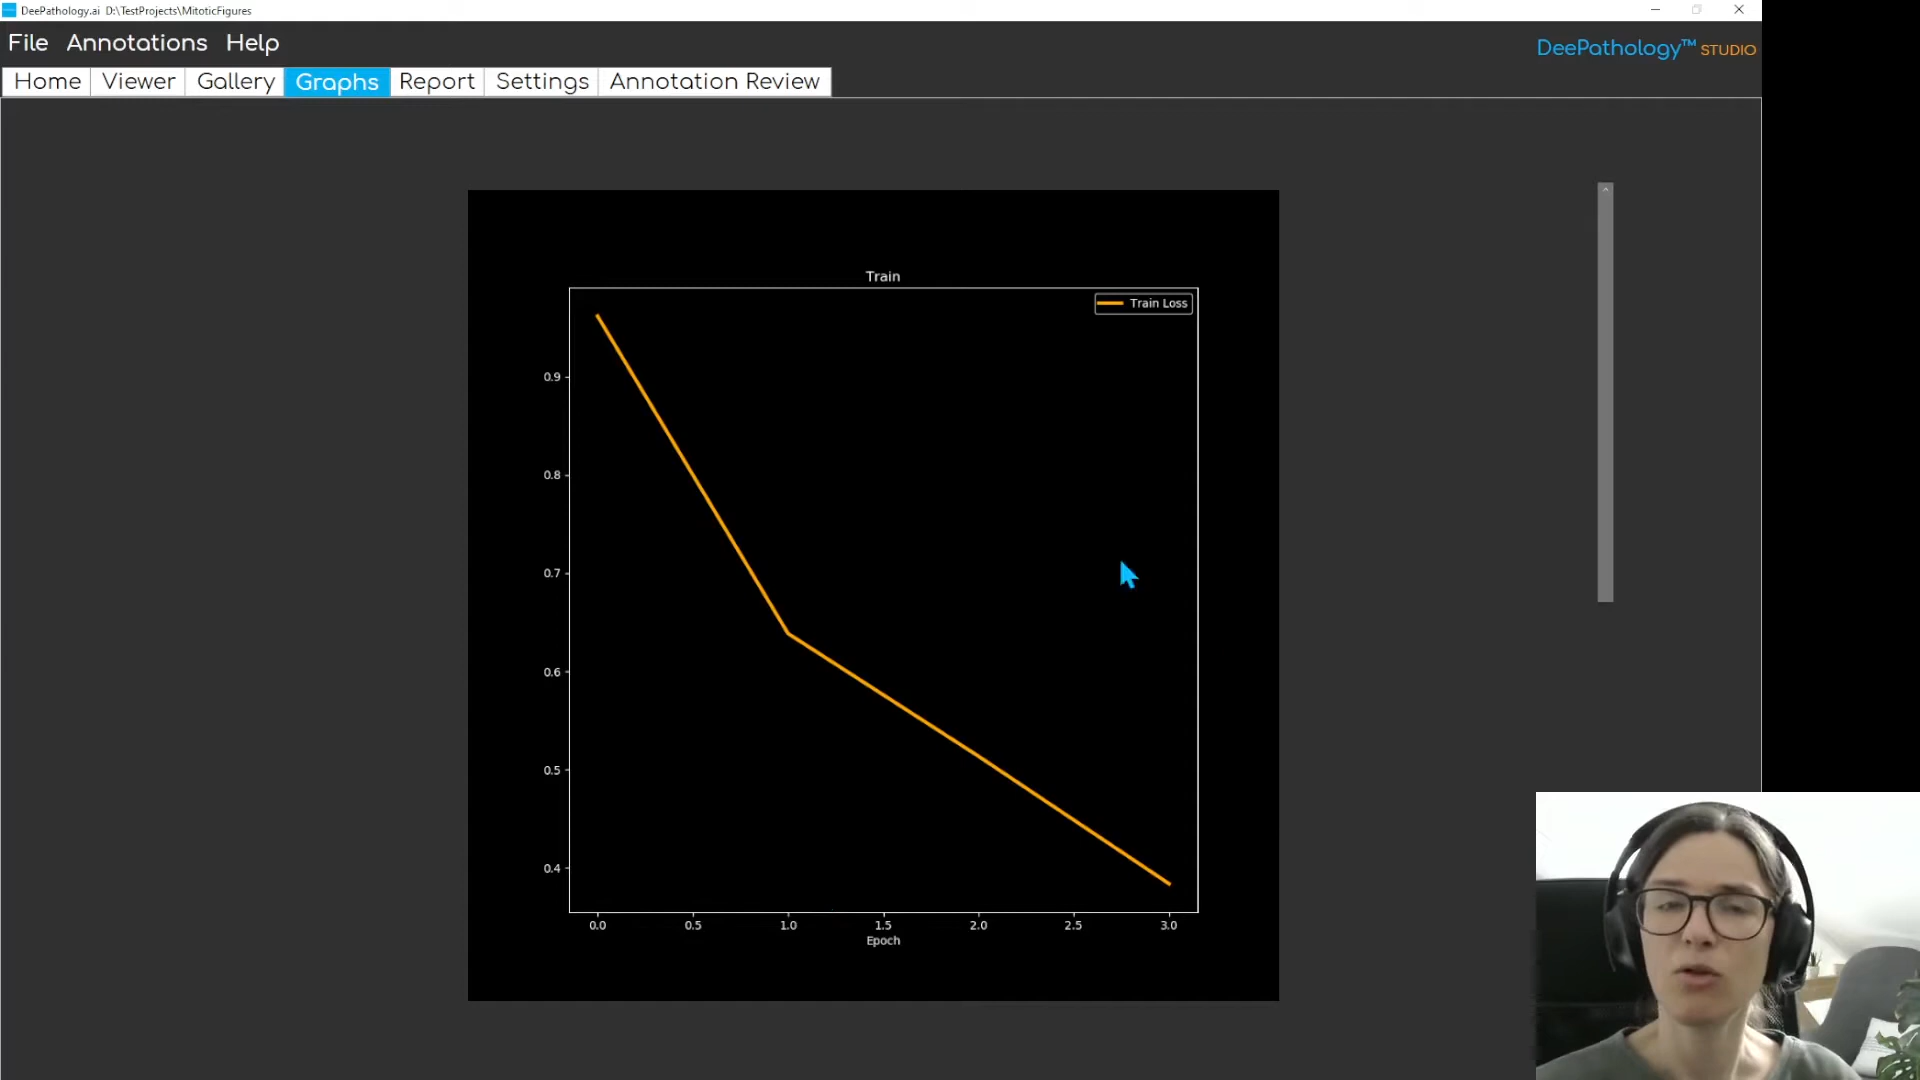 DeePathology.ai D:\TestProjects\MitoticFigures
File Annotations Help
DeePathology™ STUDIO
Home Viewer Gallery Graphs Report Settings Annotation Review
Train
Train Loss
0.9
0.8
0.7
0.6
0.5
0.4
0.0 0.5 1.0 1.5 2.0 2.5 3.0
Epoch